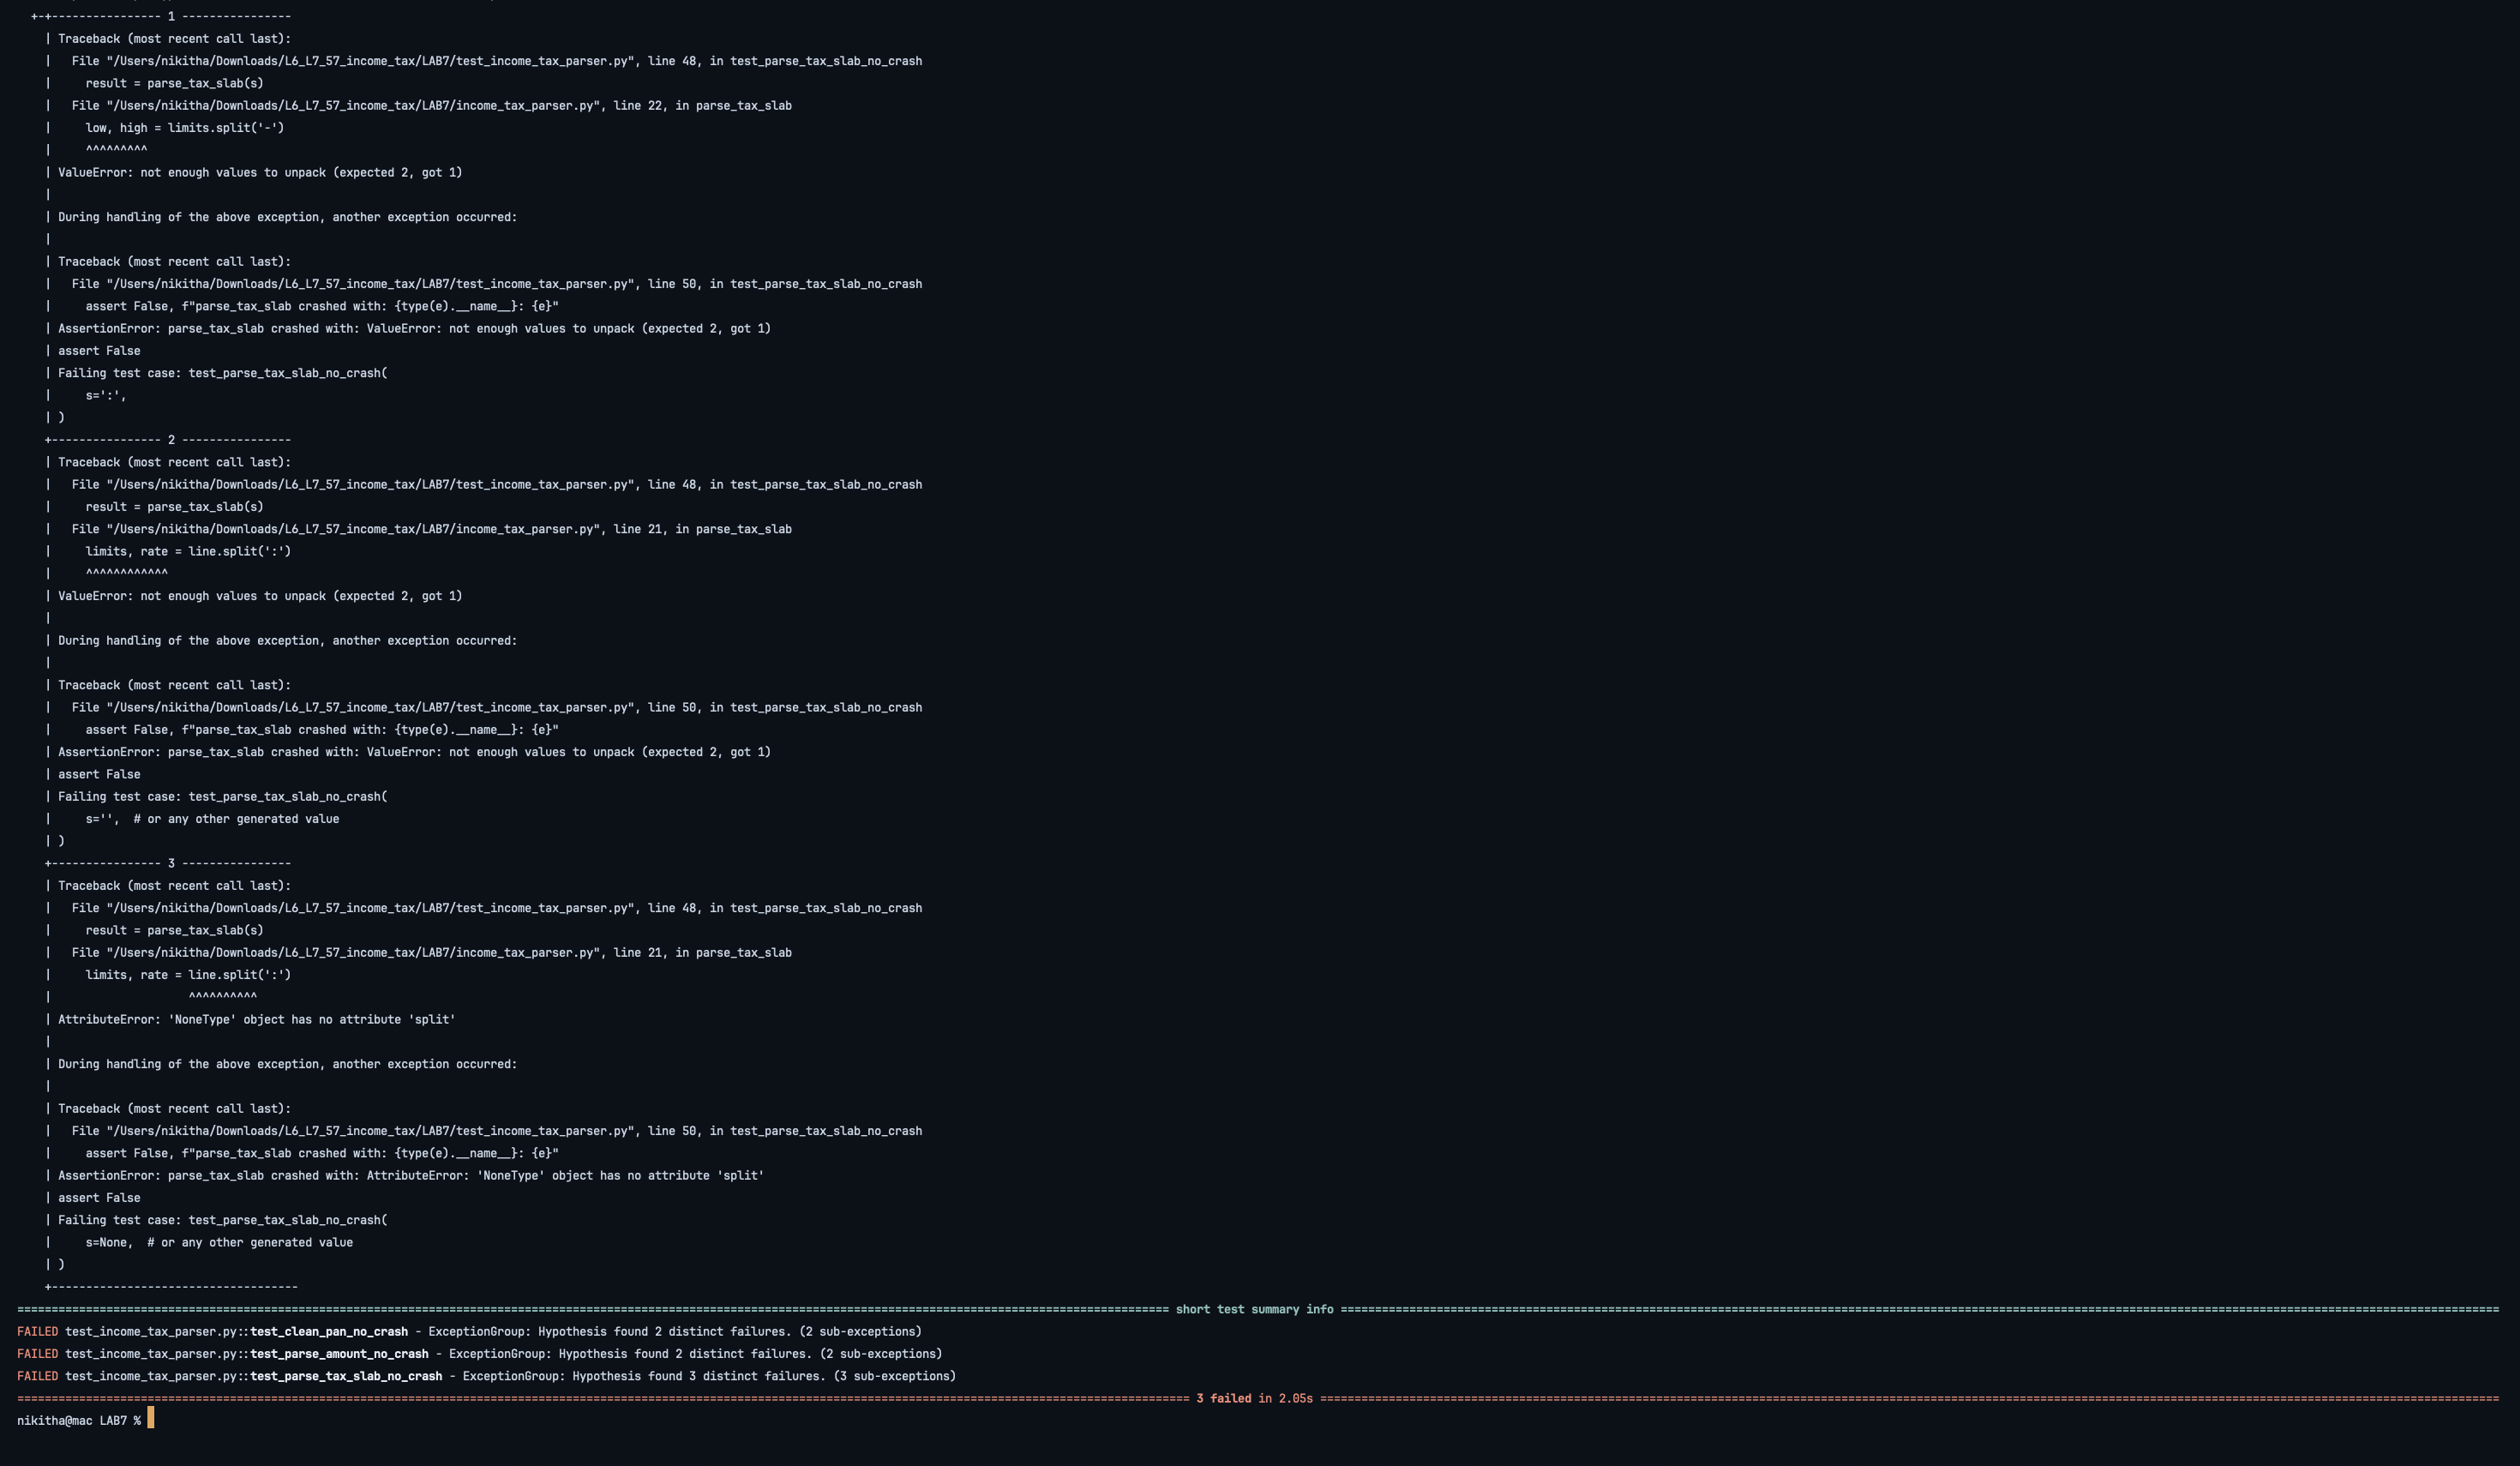 +-+---------------- 1 ----------------
| Traceback (most recent call last):
|   File "/Users/nikitha/Downloads/L6_L7_57_income_tax/LAB7/test_income_tax_parser.py", line 48, in test_parse_tax_slab_no_crash
|     result = parse_tax_slab(s)
|   File "/Users/nikitha/Downloads/L6_L7_57_income_tax/LAB7/income_tax_parser.py", line 22, in parse_tax_slab
|     low, high = limits.split('-')
|     ^^^^^^^^^
| ValueError: not enough values to unpack (expected 2, got 1)
|
| During handling of the above exception, another exception occurred:
|
| Traceback (most recent call last):
|   File "/Users/nikitha/Downloads/L6_L7_57_income_tax/LAB7/test_income_tax_parser.py", line 50, in test_parse_tax_slab_no_crash
|     assert False, f"parse_tax_slab crashed with: {type(e).__name__}: {e}"
| AssertionError: parse_tax_slab crashed with: ValueError: not enough values to unpack (expected 2, got 1)
| assert False
| Failing test case: test_parse_tax_slab_no_crash(
|     s=':',
| )
+---------------- 2 ----------------
| Traceback (most recent call last):
|   File "/Users/nikitha/Downloads/L6_L7_57_income_tax/LAB7/test_income_tax_parser.py", line 48, in test_parse_tax_slab_no_crash
|     result = parse_tax_slab(s)
|   File "/Users/nikitha/Downloads/L6_L7_57_income_tax/LAB7/income_tax_parser.py", line 21, in parse_tax_slab
|     limits, rate = line.split(':')
|     ^^^^^^^^^^^^
| ValueError: not enough values to unpack (expected 2, got 1)
|
| During handling of the above exception, another exception occurred:
|
| Traceback (most recent call last):
|   File "/Users/nikitha/Downloads/L6_L7_57_income_tax/LAB7/test_income_tax_parser.py", line 50, in test_parse_tax_slab_no_crash
|     assert False, f"parse_tax_slab crashed with: {type(e).__name__}: {e}"
| AssertionError: parse_tax_slab crashed with: ValueError: not enough values to unpack (expected 2, got 1)
| assert False
| Failing test case: test_parse_tax_slab_no_crash(
|     s='',  # or any other generated value
| )
+---------------- 3 ----------------
| Traceback (most recent call last):
|   File "/Users/nikitha/Downloads/L6_L7_57_income_tax/LAB7/test_income_tax_parser.py", line 48, in test_parse_tax_slab_no_crash
|     result = parse_tax_slab(s)
|   File "/Users/nikitha/Downloads/L6_L7_57_income_tax/LAB7/income_tax_parser.py", line 21, in parse_tax_slab
|     limits, rate = line.split(':')
|                    ^^^^^^^^^^
| AttributeError: 'NoneType' object has no attribute 'split'
|
| During handling of the above exception, another exception occurred:
|
| Traceback (most recent call last):
|   File "/Users/nikitha/Downloads/L6_L7_57_income_tax/LAB7/test_income_tax_parser.py", line 50, in test_parse_tax_slab_no_crash
|     assert False, f"parse_tax_slab crashed with: {type(e).__name__}: {e}"
| AssertionError: parse_tax_slab crashed with: AttributeError: 'NoneType' object has no attribute 'split'
| assert False
| Failing test case: test_parse_tax_slab_no_crash(
|     s=None,  # or any other generated value
| )
+------------------------------------
==================== short test summary info ====================
FAILED test_income_tax_parser.py::test_clean_pan_no_crash - ExceptionGroup: Hypothesis found 2 distinct failures. (2 sub-exceptions)
FAILED test_income_tax_parser.py::test_parse_amount_no_crash - ExceptionGroup: Hypothesis found 2 distinct failures. (2 sub-exceptions)
FAILED test_income_tax_parser.py::test_parse_tax_slab_no_crash - ExceptionGroup: Hypothesis found 3 distinct failures. (3 sub-exceptions)
==================== 3 failed in 2.05s ====================
nikitha@mac LAB7 %